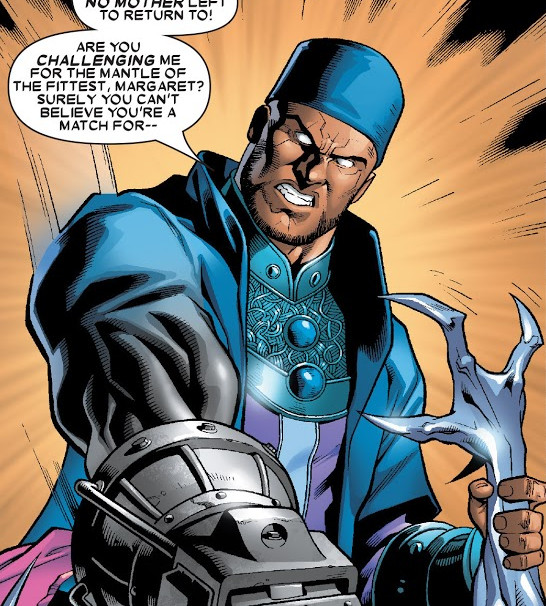 NO MOTHER LEFT
TO RETURN TO!
ARE YOU
CHALLENGING ME
FOR THE MANTLE OF
THE FITTEST, MARGARET?
SURELY YOU CAN'T
BELIEVE YOU'RE A
MATCH FOR--